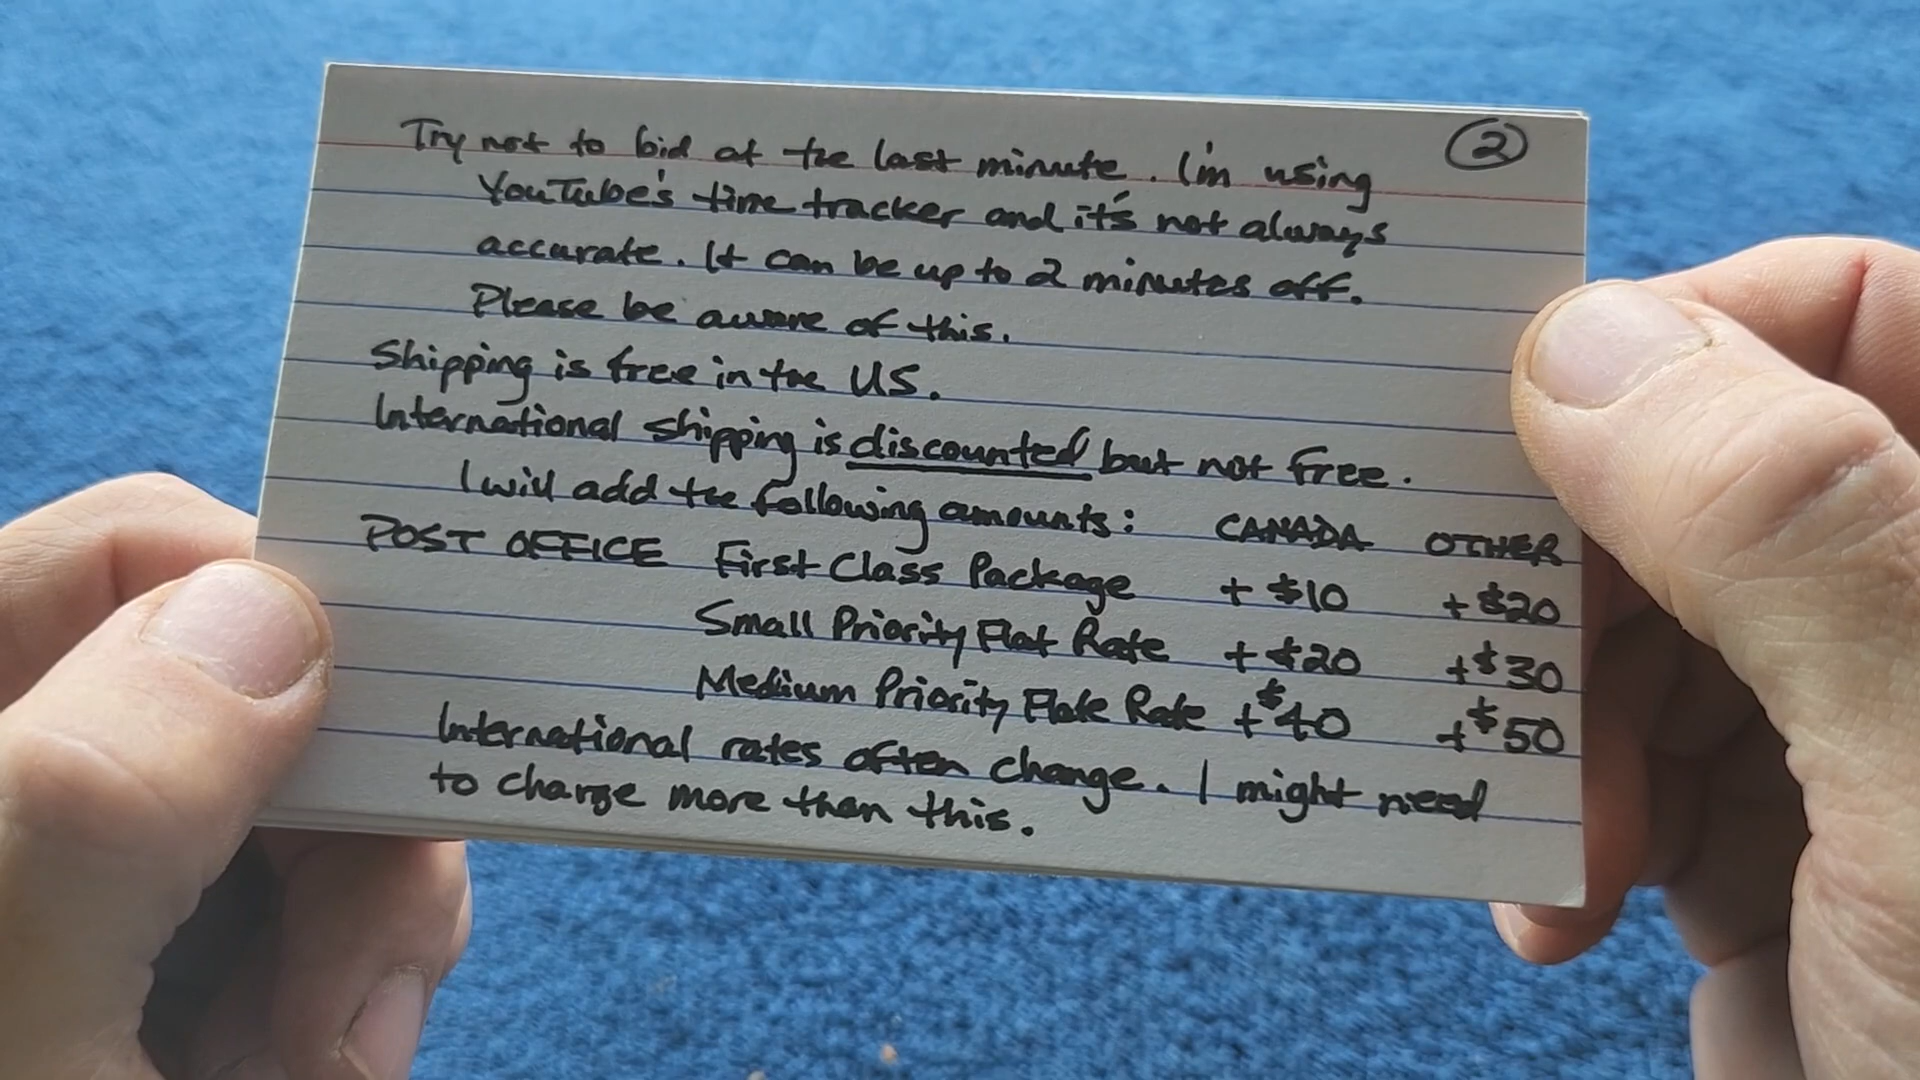 ②
Try not to bid at the last minute. I'm using
YouTube's time tracker and it's not always
accurate. It can be up to 2 minutes off.
Please be aware of this.
Shipping is free in the US.
International shipping is discounted but not free.
I will add the following amounts: CANADA OTHER
POST OFFICE First Class Package +$10 +$20
Small Priority Flat Rate +$20 +$30
Medium Priority Flate Rate +$40 +$50
International rates often change. I might need
to charge more than this.